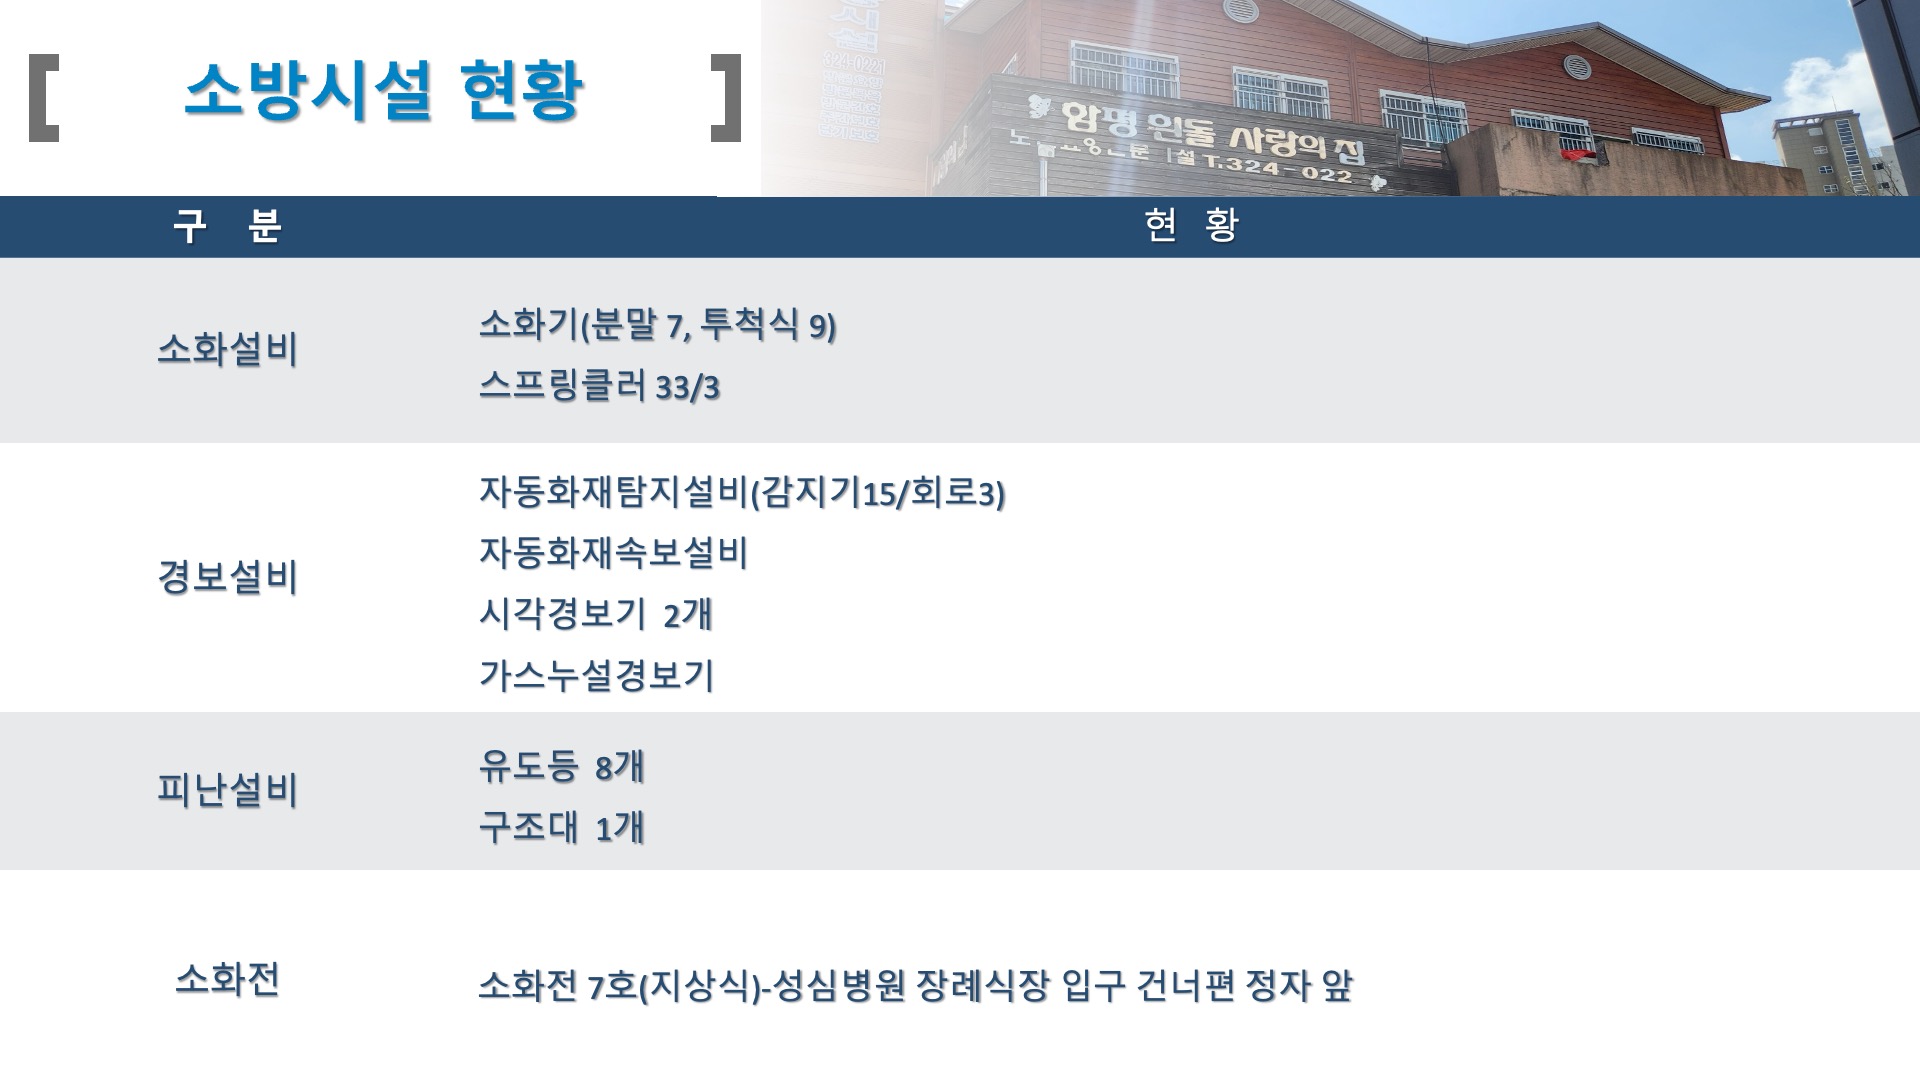 [ 소방시설 현황 ]
함평 원돌 사랑의 집
T.324-022
324-0221
구 분 현 황
소화설비
소화기(분말 7, 투척식 9)
스프링클러 33/3
경보설비
자동화재탐지설비(감지기15/회로3)
자동화재속보설비
시각경보기 2개
가스누설경보기
피난설비
유도등 8개
구조대 1개
소화전
소화전 7호(지상식)-성심병원 장례식장 입구 건너편 정자 앞